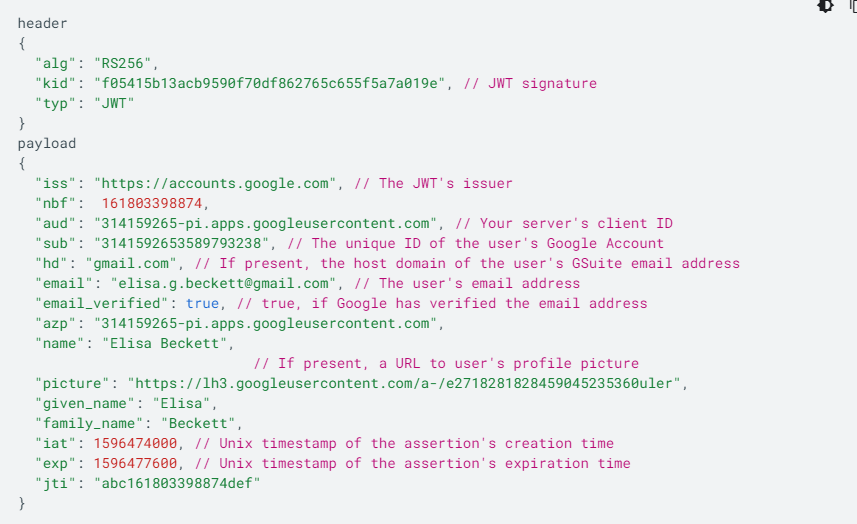 header
{
  "alg": "RS256",
  "kid": "f05415b13acb9590f70df862765c655f5a7a019e", // JWT signature
  "typ": "JWT"
}
payload
{
  "iss": "https://accounts.google.com", // The JWT's issuer
  "nbf":  161803398874,
  "aud": "314159265-pi.apps.googleusercontent.com", // Your server's client ID
  "sub": "3141592653589793238", // The unique ID of the user's Google Account
  "hd": "gmail.com", // If present, the host domain of the user's GSuite email address
  "email": "elisa.g.beckett@gmail.com", // The user's email address
  "email_verified": true, // true, if Google has verified the email address
  "azp": "314159265-pi.apps.googleusercontent.com",
  "name": "Elisa Beckett",
                            // If present, a URL to user's profile picture
  "picture": "https://lh3.googleusercontent.com/a-/e2718281828459045235360uler",
  "given_name": "Elisa",
  "family_name": "Beckett",
  "iat": 1596474000, // Unix timestamp of the assertion's creation time
  "exp": 1596477600, // Unix timestamp of the assertion's expiration time
  "jti": "abc161803398874def"
}